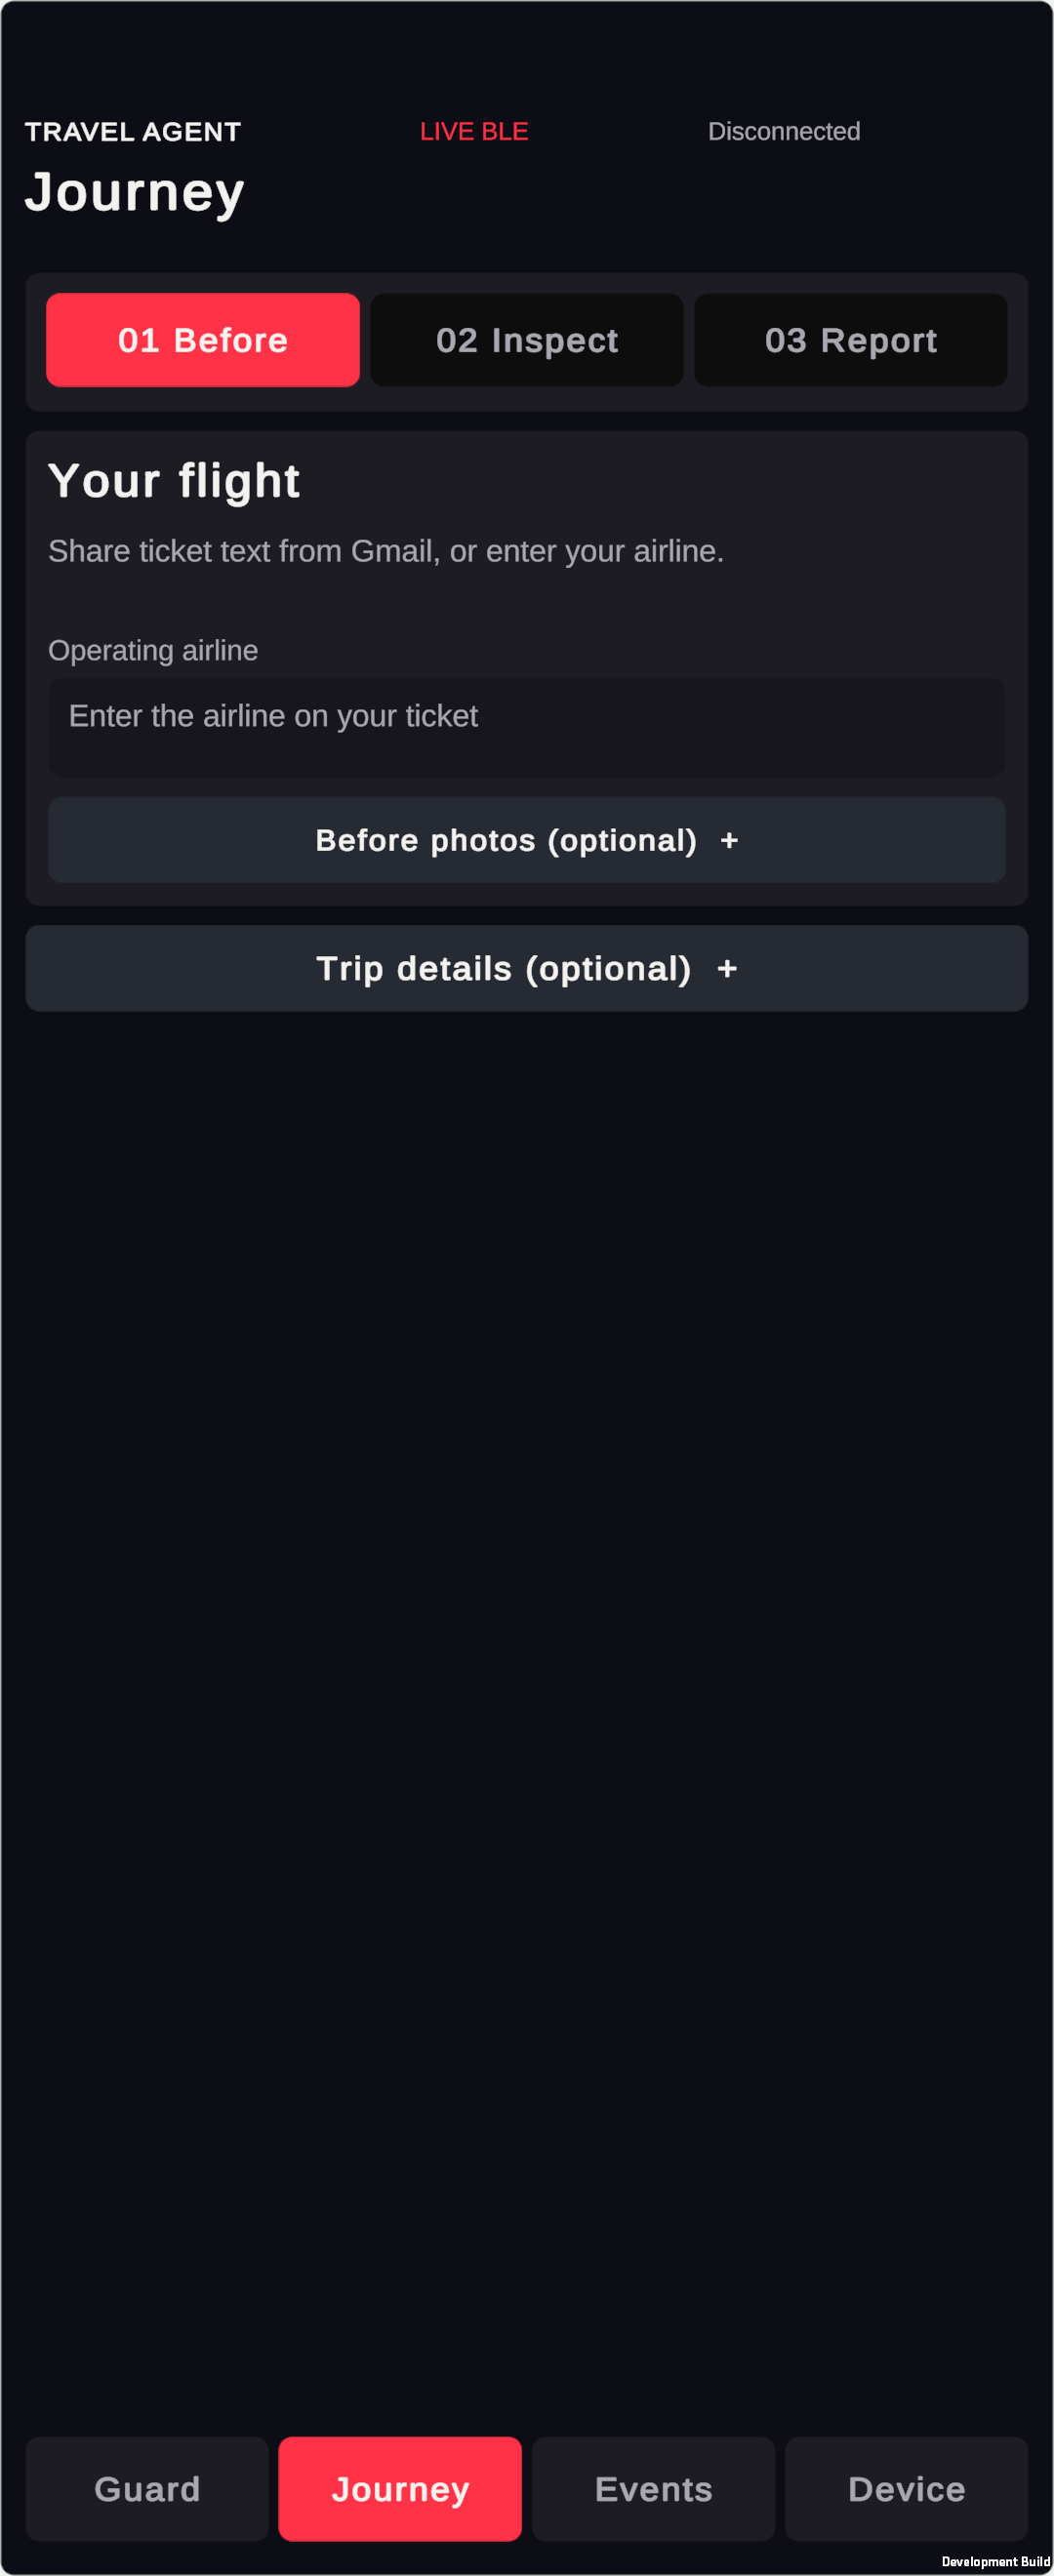 TRAVEL AGENT LIVE BLE Disconnected
Journey
01 Before 02 Inspect 03 Report
Your flight
Share ticket text from Gmail, or enter your airline.
Operating airline
Enter the airline on your ticket
Before photos (optional) +
Trip details (optional) +
Guard Journey Events Device
Development Build